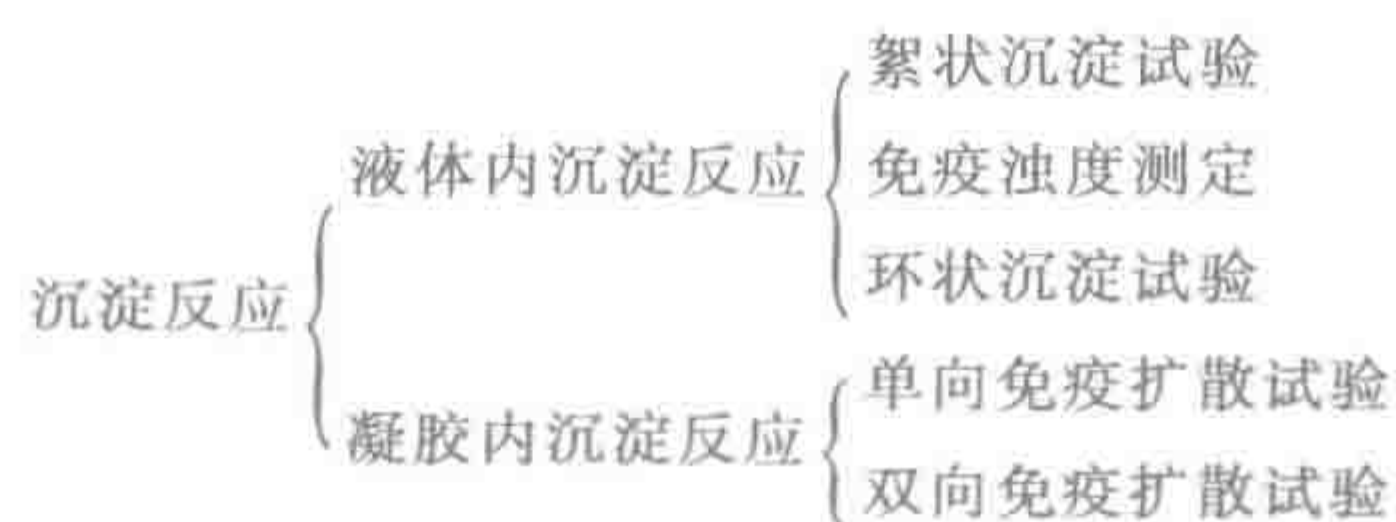 沉淀反应
液体内沉淀反应
絮状沉淀试验
免疫浊度测定
环状沉淀试验
凝胶内沉淀反应
单向免疫扩散试验
双向免疫扩散试验